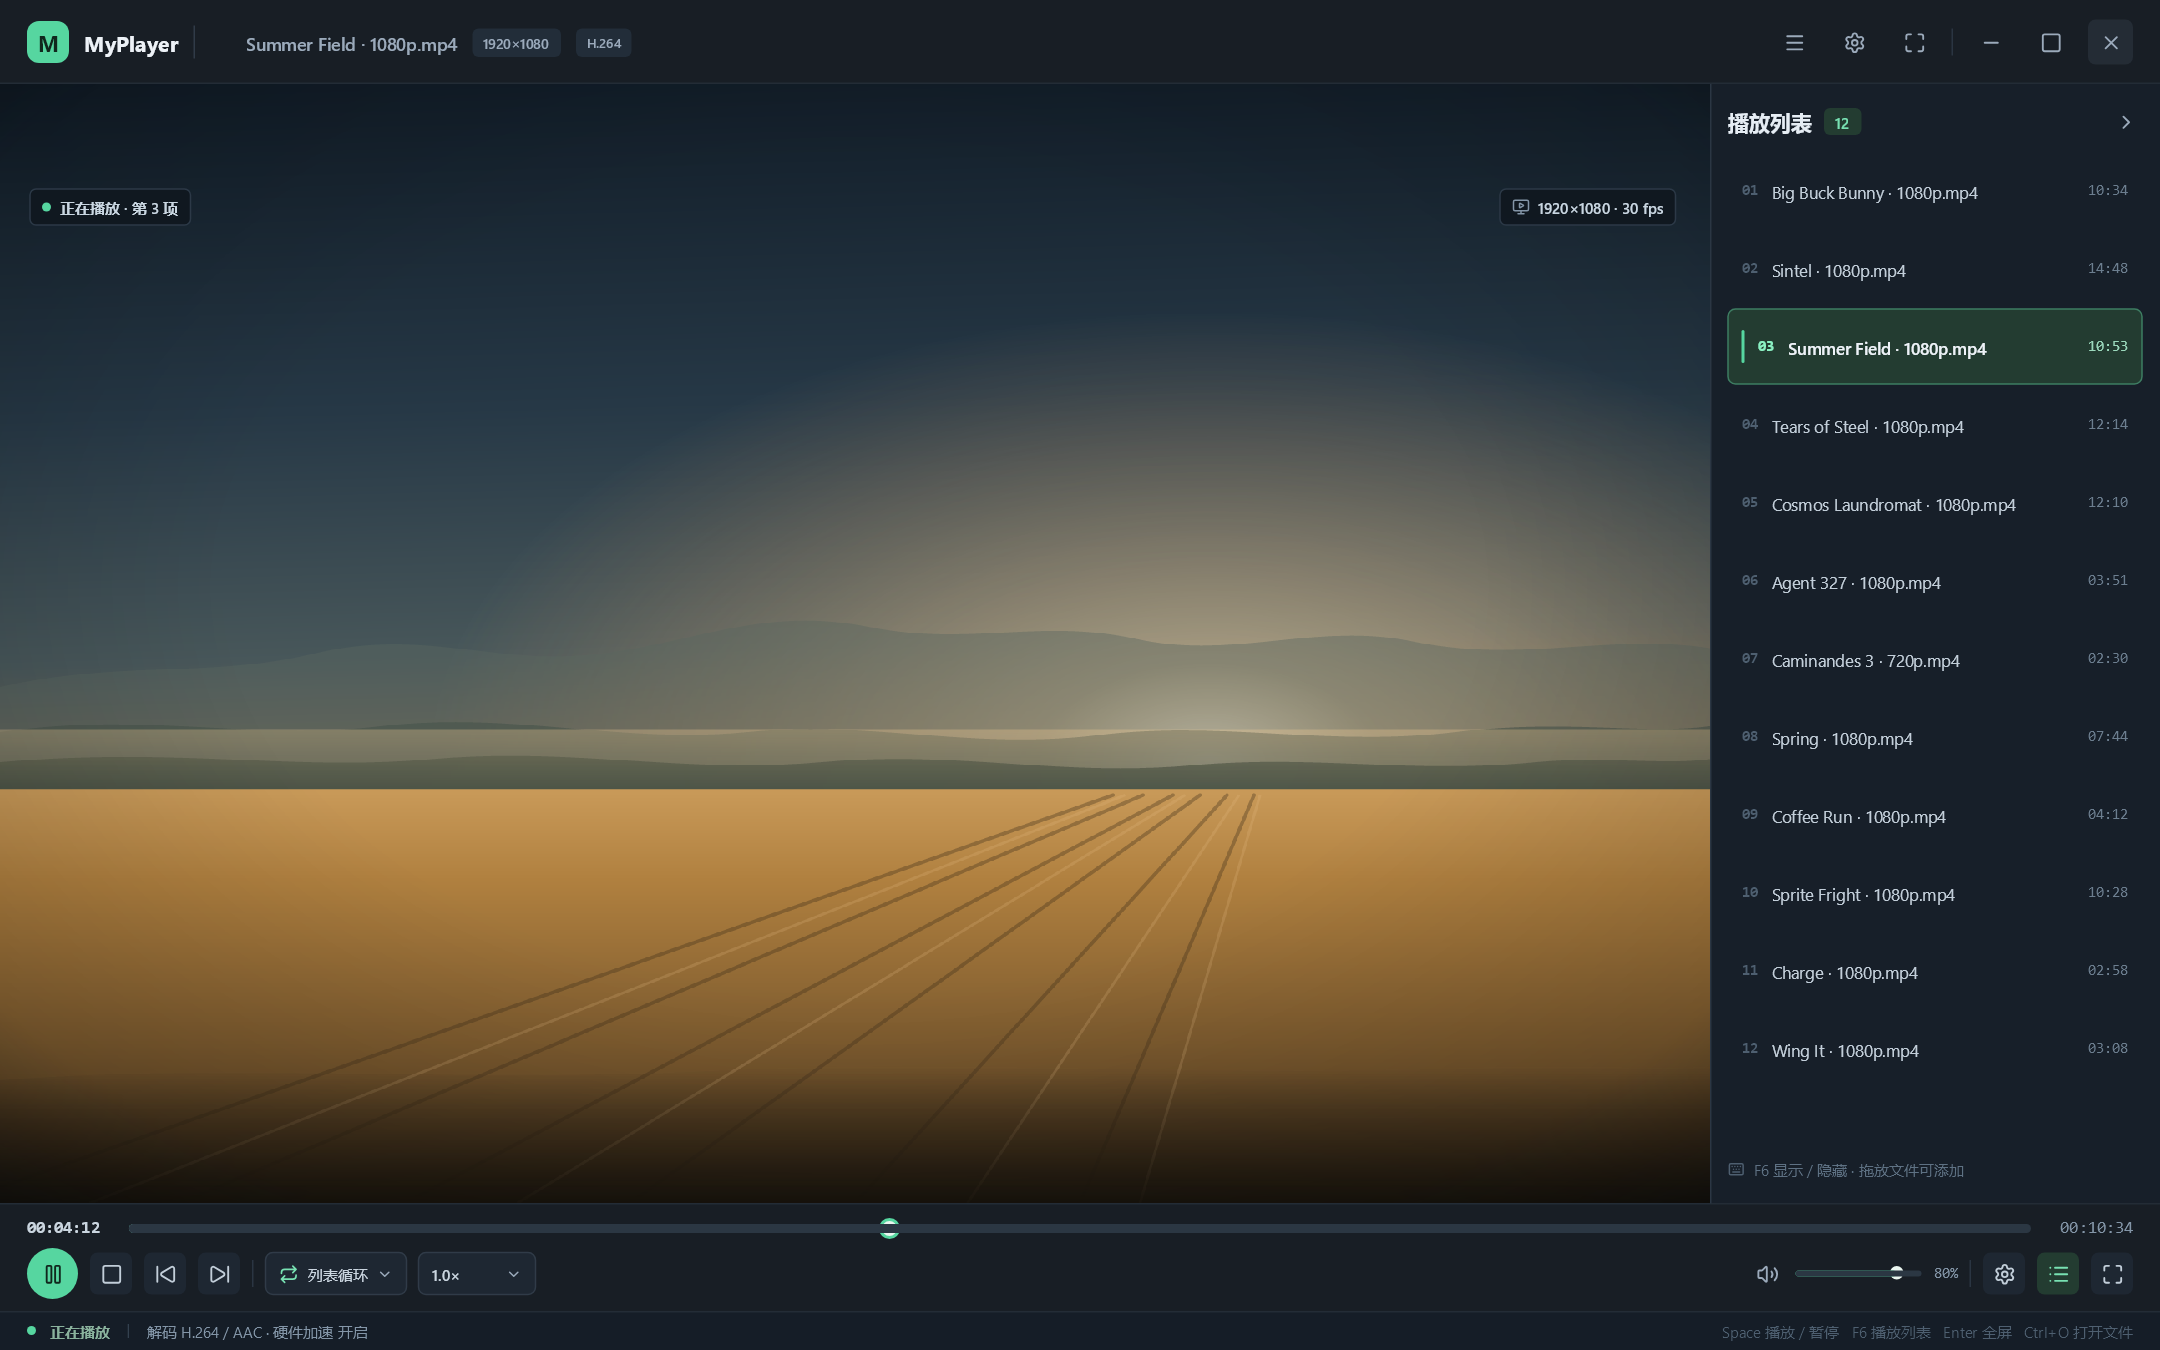 M MyPlayer Summer Field · 1080p.mp4 1920×1080 H.264
正在播放 · 第 3 项
1920×1080 · 30 fps
播放列表 12
01 Big Buck Bunny · 1080p.mp4 10:34
02 Sintel · 1080p.mp4 14:48
03 Summer Field · 1080p.mp4 10:53
04 Tears of Steel · 1080p.mp4 12:14
05 Cosmos Laundromat · 1080p.mp4 12:10
06 Agent 327 · 1080p.mp4 03:51
07 Caminandes 3 · 720p.mp4 02:30
08 Spring · 1080p.mp4 07:44
09 Coffee Run · 1080p.mp4 04:12
10 Sprite Fright · 1080p.mp4 10:28
11 Charge · 1080p.mp4 02:58
12 Wing It · 1080p.mp4 03:08
F6 显示 / 隐藏 · 拖放文件可添加
00:04:12 00:10:34
列表循环 1.0× 80%
正在播放 解码 H.264 / AAC · 硬件加速 开启 Space 播放 / 暂停 F6 播放列表 Enter 全屏 Ctrl+O 打开文件